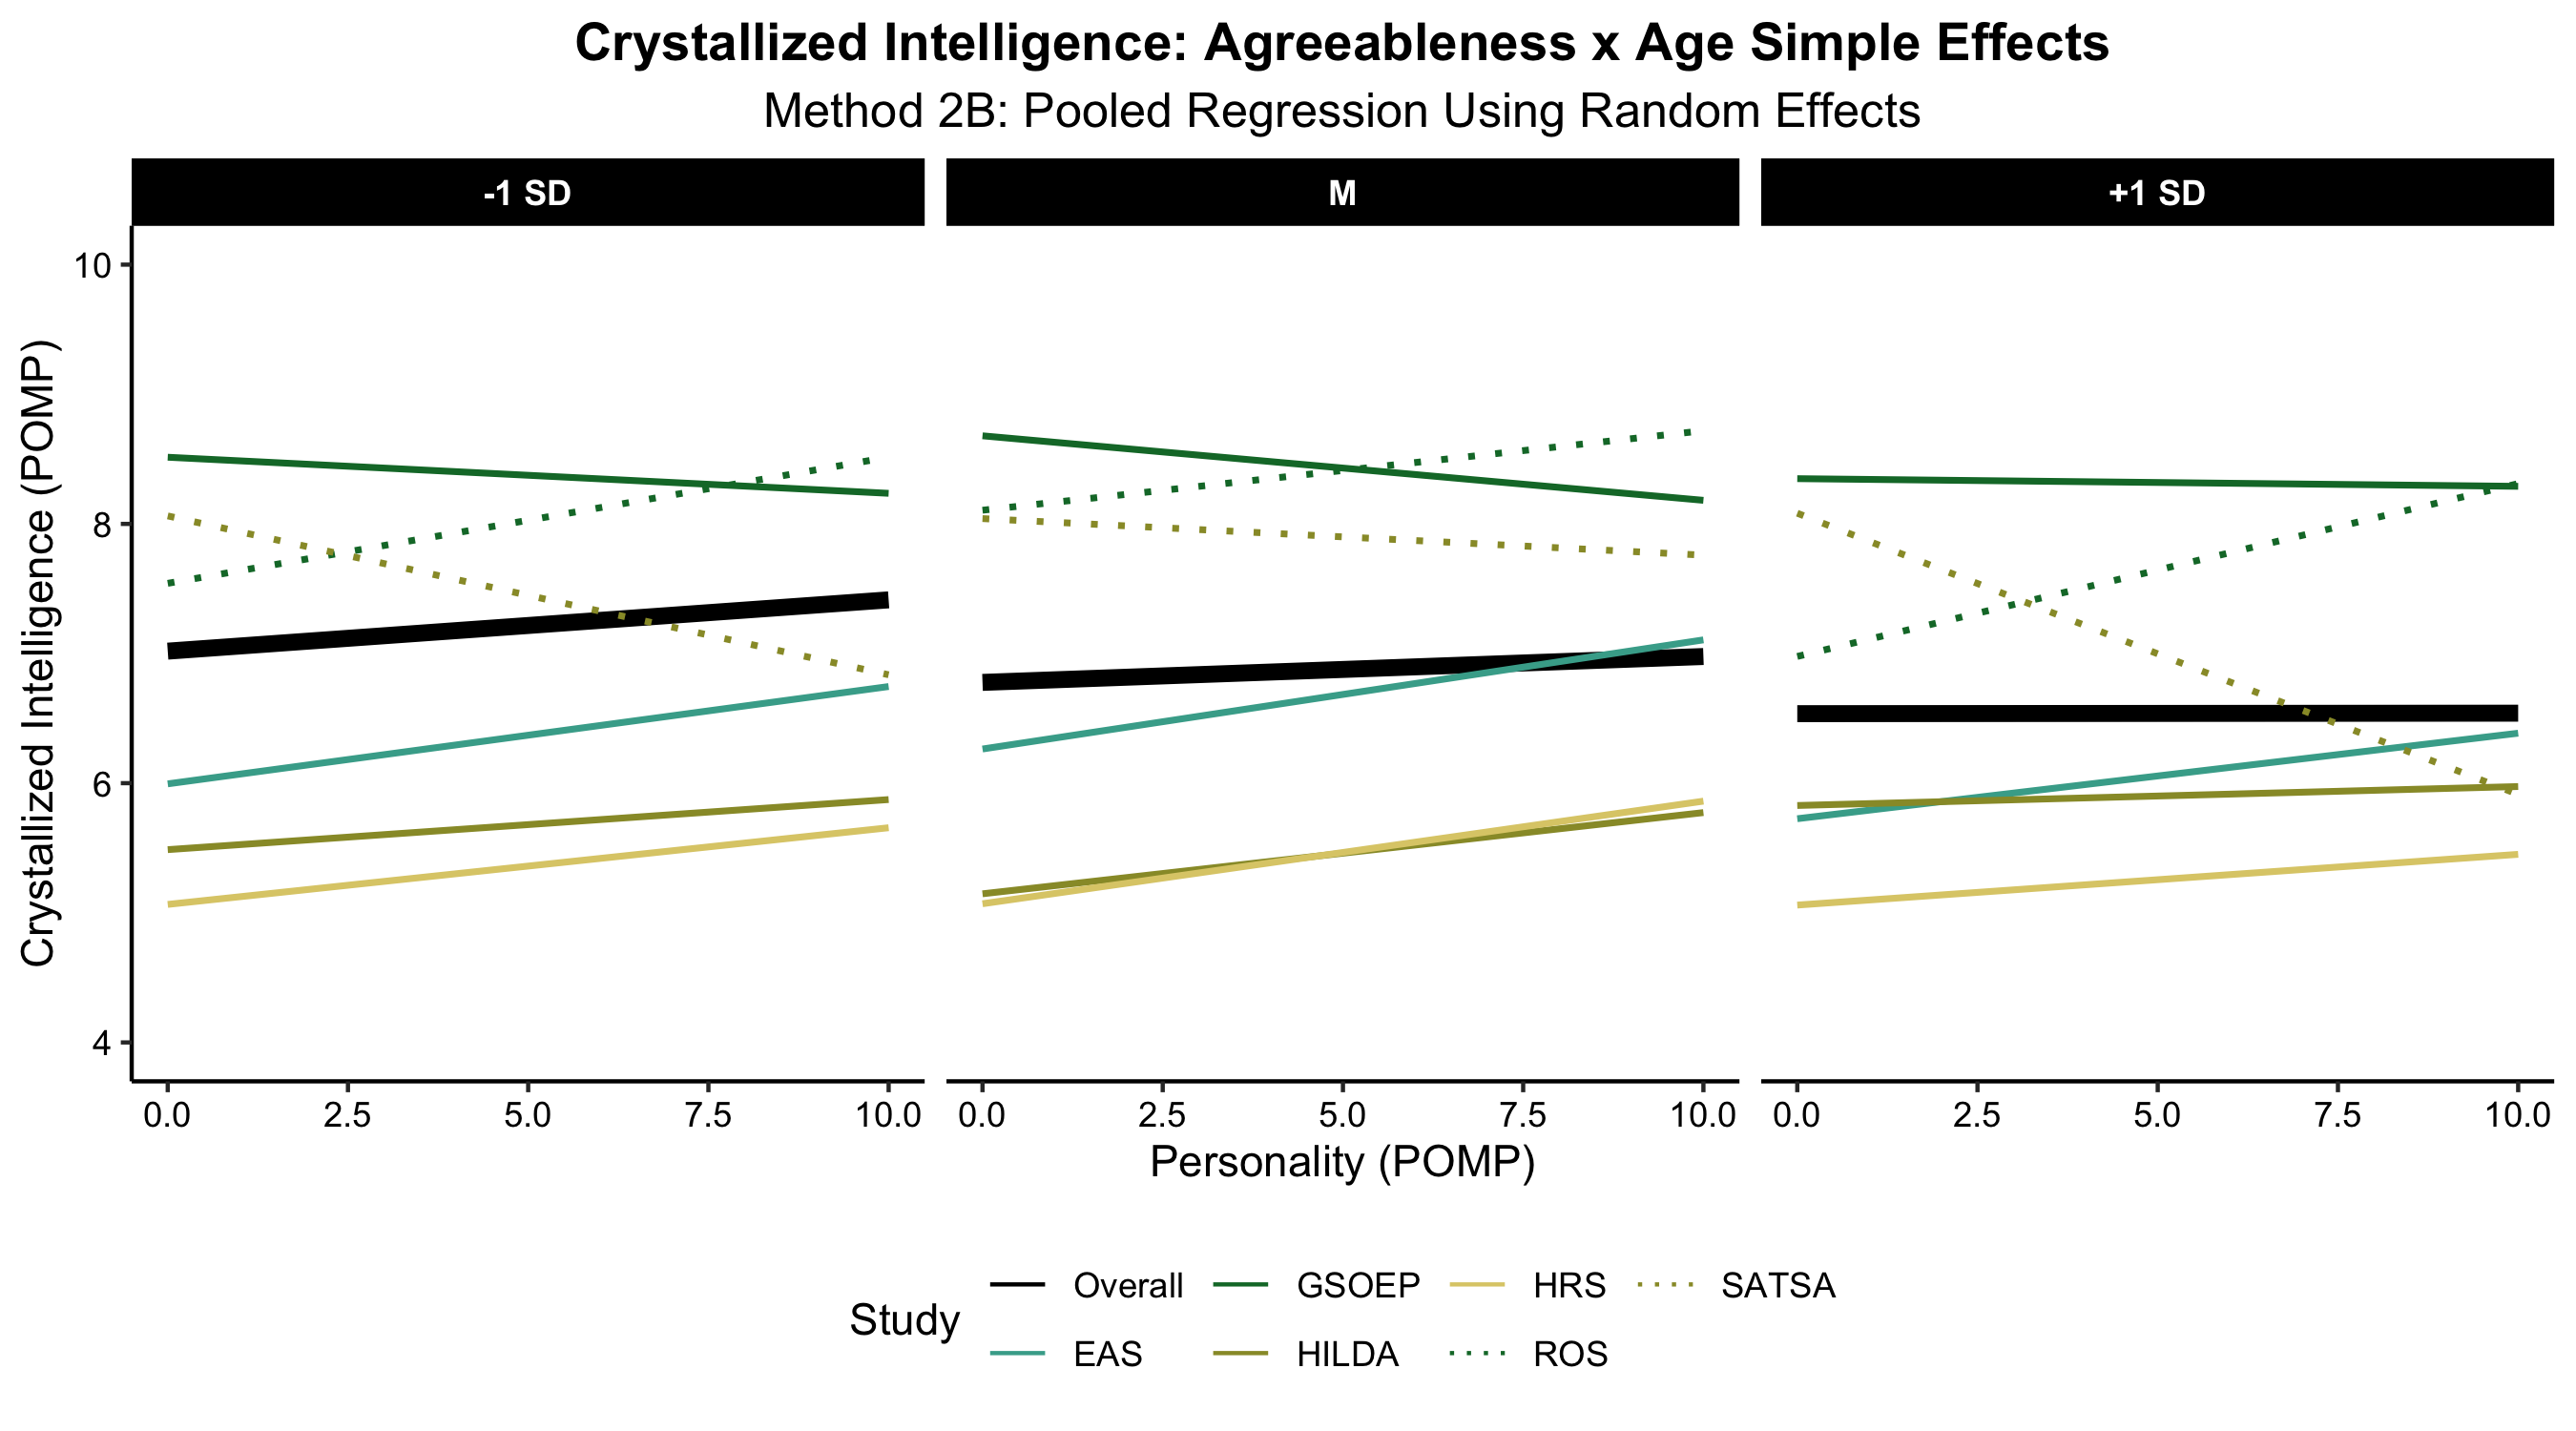 Crystallized Intelligence: Agreeableness x Age Simple Effects
Method 2B: Pooled Regression Using Random Effects
-1 SD
M
+1 SD
Crystallized Intelligence (POMP)
10
8
6
4
0.0 2.5 5.0 7.5 10.0
0.0 2.5 5.0 7.5 10.0
0.0 2.5 5.0 7.5 10.0
Personality (POMP)
Study
Overall GSOEP HRS SATSA
EAS HILDA ROS